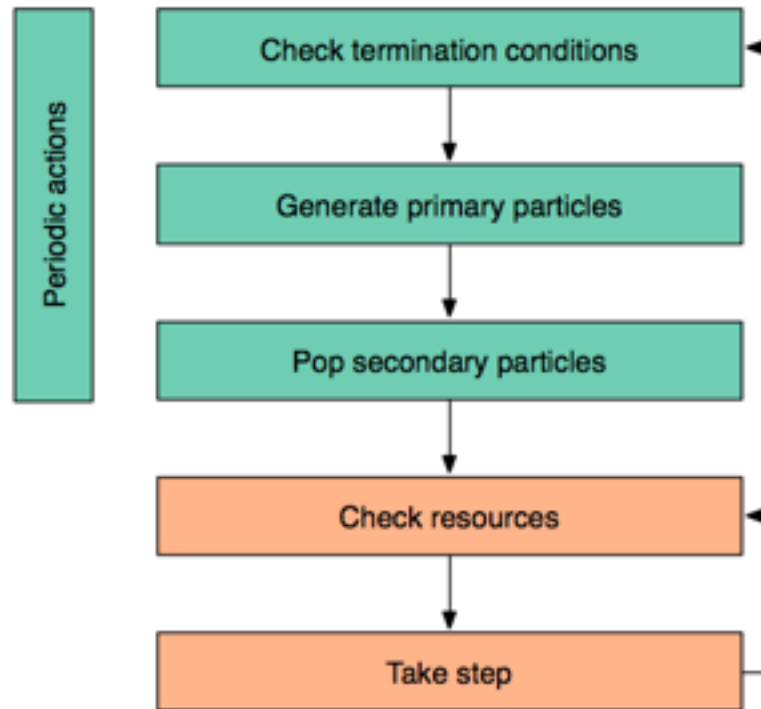 Periodic actions
Check termination conditions
Generate primary particles
Pop secondary particles
Check resources
Take step